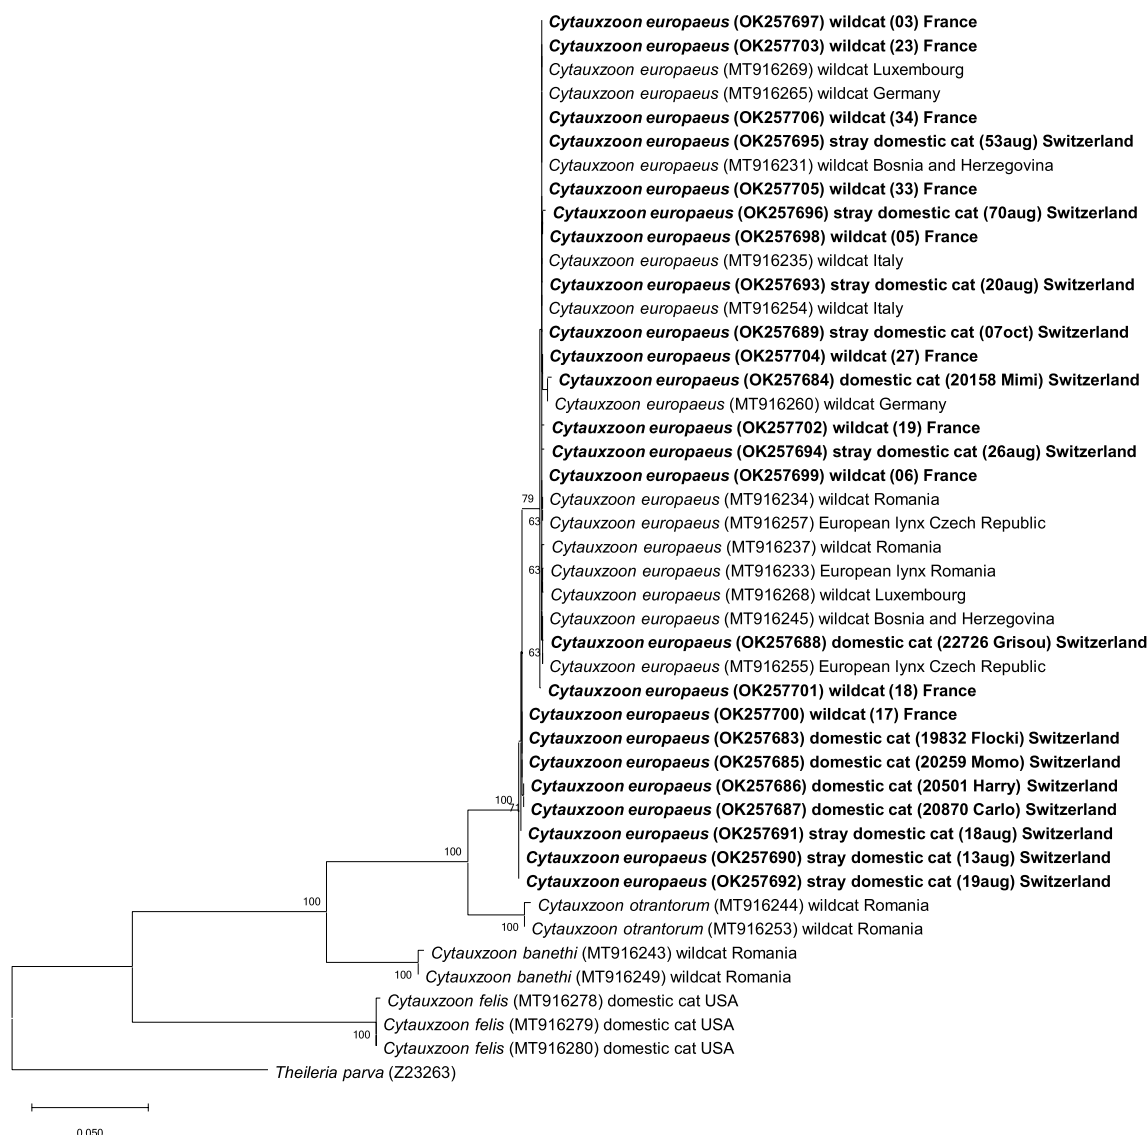 Cytauxzoon europaeus (OK257697) wildcat (03) France
Cytauxzoon europaeus (OK257703) wildcat (23) France
Cytauxzoon europaeus (MT916269) wildcat Luxembourg
Cytauxzoon europaeus (MT916265) wildcat Germany
Cytauxzoon europaeus (OK257706) wildcat (34) France
Cytauxzoon europaeus (OK257695) stray domestic cat (53aug) Switzerland
Cytauxzoon europaeus (MT916231) wildcat Bosnia and Herzegovina
Cytauxzoon europaeus (OK257705) wildcat (33) France
Cytauxzoon europaeus (OK257696) stray domestic cat (70aug) Switzerland
Cytauxzoon europaeus (OK257698) wildcat (05) France
Cytauxzoon europaeus (MT916235) wildcat Italy
Cytauxzoon europaeus (OK257693) stray domestic cat (20aug) Switzerland
Cytauxzoon europaeus (MT916254) wildcat Italy
Cytauxzoon europaeus (OK257689) stray domestic cat (07oct) Switzerland
Cytauxzoon europaeus (OK257704) wildcat (27) France
Cytauxzoon europaeus (OK257684) domestic cat (20158 Mimi) Switzerland
Cytauxzoon europaeus (MT916260) wildcat Germany
Cytauxzoon europaeus (OK257702) wildcat (19) France
Cytauxzoon europaeus (OK257694) stray domestic cat (26aug) Switzerland
Cytauxzoon europaeus (OK257699) wildcat (06) France
79
Cytauxzoon europaeus (MT916234) wildcat Romania
63
Cytauxzoon europaeus (MT916257) European lynx Czech Republic
Cytauxzoon europaeus (MT916237) wildcat Romania
63
Cytauxzoon europaeus (MT916233) European lynx Romania
Cytauxzoon europaeus (MT916268) wildcat Luxembourg
Cytauxzoon europaeus (MT916245) wildcat Bosnia and Herzegovina
Cytauxzoon europaeus (OK257688) domestic cat (22726 Grisou) Switzerland
63
Cytauxzoon europaeus (MT916255) European lynx Czech Republic
Cytauxzoon europaeus (OK257701) wildcat (18) France
Cytauxzoon europaeus (OK257700) wildcat (17) France
Cytauxzoon europaeus (OK257683) domestic cat (19832 Flocki) Switzerland
Cytauxzoon europaeus (OK257685) domestic cat (20259 Momo) Switzerland
Cytauxzoon europaeus (OK257686) domestic cat (20501 Harry) Switzerland
100
Cytauxzoon europaeus (OK257687) domestic cat (20870 Carlo) Switzerland
Cytauxzoon europaeus (OK257691) stray domestic cat (18aug) Switzerland
100
Cytauxzoon europaeus (OK257690) stray domestic cat (13aug) Switzerland
Cytauxzoon europaeus (OK257692) stray domestic cat (19aug) Switzerland
100
Cytauxzoon otrantorum (MT916244) wildcat Romania
100
Cytauxzoon otrantorum (MT916253) wildcat Romania
Cytauxzoon banethi (MT916243) wildcat Romania
100
Cytauxzoon banethi (MT916249) wildcat Romania
Cytauxzoon felis (MT916278) domestic cat USA
Cytauxzoon felis (MT916279) domestic cat USA
100
Cytauxzoon felis (MT916280) domestic cat USA
Theileria parva (Z23263)
0.050